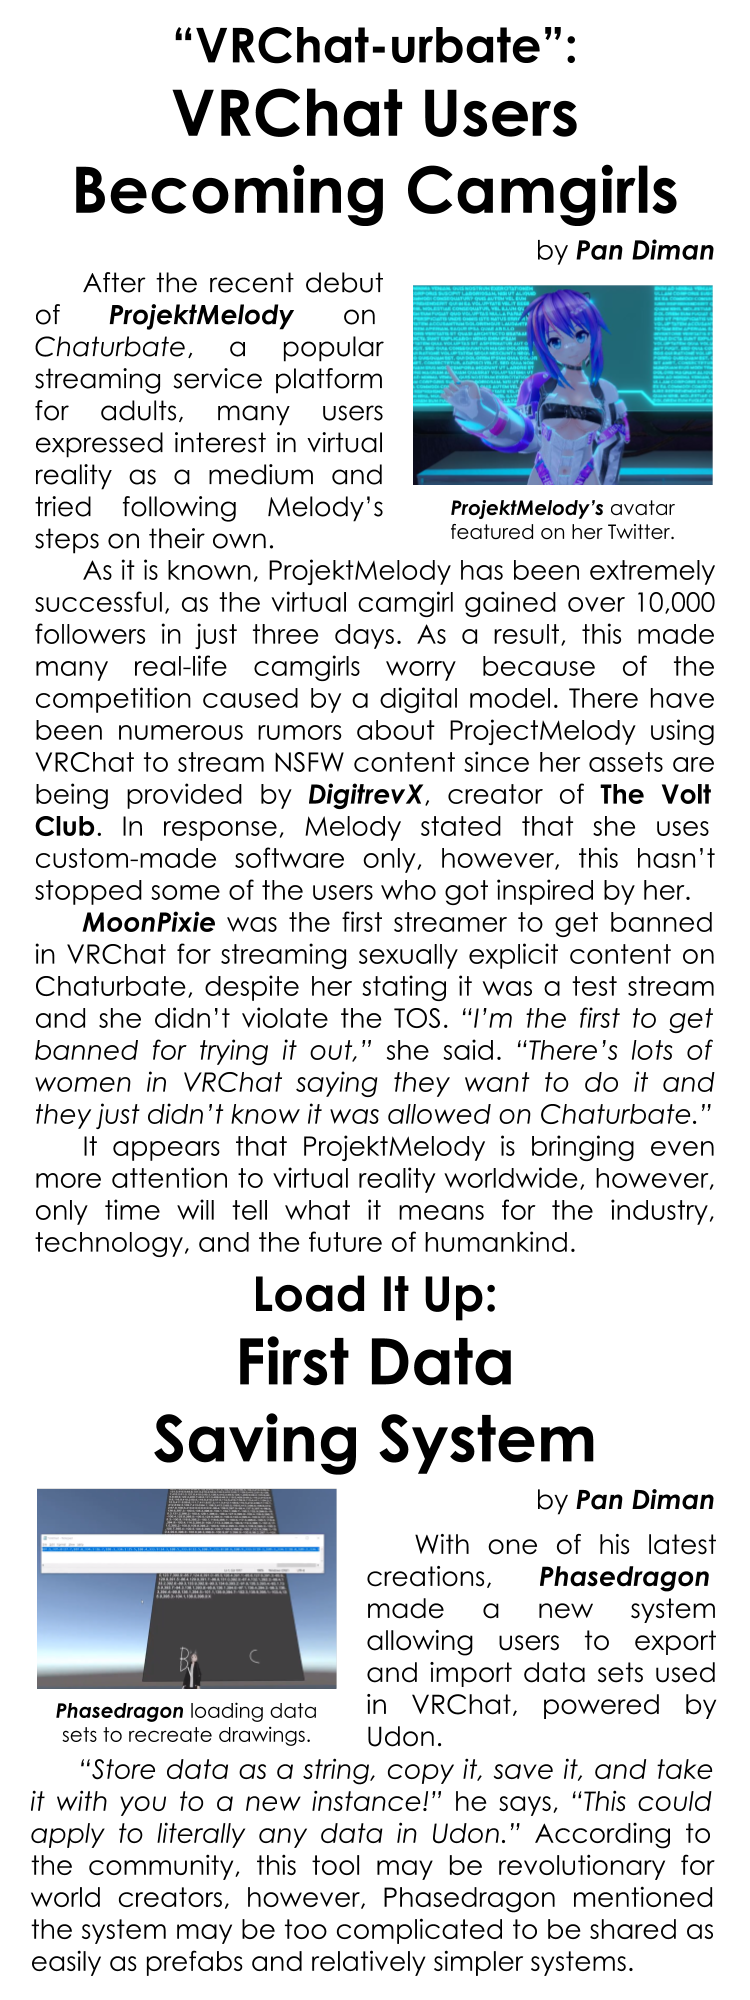 “VRChat-urbate”:
VRChat Users
Becoming Camgirls
by Pan Diman
After the recent debut
of ProjektMelody on
Chaturbate, a popular
streaming service platform
for adults, many users
expressed interest in virtual
reality as a medium and
tried following Melody’s
steps on their own.
ProjektMelody’s avatar
featured on her Twitter.
As it is known, ProjektMelody has been extremely
successful, as the virtual camgirl gained over 10,000
followers in just three days. As a result, this made
many real-life camgirls worry because of the
competition caused by a digital model. There have
been numerous rumors about ProjectMelody using
VRChat to stream NSFW content since her assets are
being provided by DigitrevX, creator of The Volt
Club. In response, Melody stated that she uses
custom-made software only, however, this hasn’t
stopped some of the users who got inspired by her.
MoonPixie was the first streamer to get banned
in VRChat for streaming sexually explicit content on
Chaturbate, despite her stating it was a test stream
and she didn’t violate the TOS. “I’m the first to get
banned for trying it out,” she said. “There’s lots of
women in VRChat saying they want to do it and
they just didn’t know it was allowed on Chaturbate.”
It appears that ProjektMelody is bringing even
more attention to virtual reality worldwide, however,
only time will tell what it means for the industry,
technology, and the future of humankind.
Load It Up:
First Data
Saving System
by Pan Diman
B C
Phasedragon loading data
sets to recreate drawings.
With one of his latest
creations, Phasedragon
made a new system
allowing users to export
and import data sets used
in VRChat, powered by
Udon.
“Store data as a string, copy it, save it, and take
it with you to a new instance!” he says, “This could
apply to literally any data in Udon.” According to
the community, this tool may be revolutionary for
world creators, however, Phasedragon mentioned
the system may be too complicated to be shared as
easily as prefabs and relatively simpler systems.